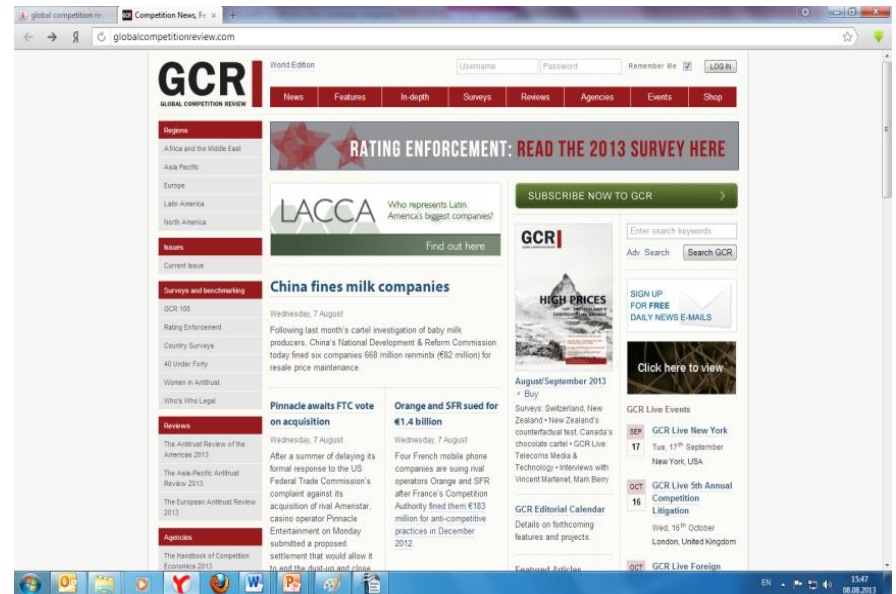 global competition re
Competition News, Fe
globalcompetitionreview.com
GCR
GLOBAL COMPETITION REVIEW
World Edition
Username
Password
Remember Me
LOG IN
News
Features
In-depth
Surveys
Reviews
Agencies
Events
Shop
Regions
Africa and the Middle East
Asia Pacific
Europe
Latin America
North America
Issues
Current Issue
Surveys and benchmarking
GCR 100
Rating Enforcement
Country Surveys
40 Under Forty
Women in Antitrust
Who's Who Legal
Reviews
The Antitrust Review of the
Americas 2013
The Asia-Pacific Antitrust
Review 2013
The European Antitrust Review
2013
Agencies
The Handbook of Competition
Economics 2013
RATING ENFORCEMENT: READ THE 2013 SURVEY HERE
LACCA
Who represents Latin
America's biggest companies?
Find out here
China fines milk companies
Wednesday, 7 August
Following last month's cartel investigation of baby milk
producers, China's National Development & Reform Commission
today fined six companies 668 million renminbi (€82 million) for
resale price maintenance.
Pinnacle awaits FTC vote
on acquisition
Wednesday, 7 August
After a summer of delaying its
formal response to the US
Federal Trade Commission's
complaint against its
acquisition of rival Ameristar,
casino operator Pinnacle
Entertainment on Monday
submitted a proposed
settlement that would allow it
to end the dust-up and close
Orange and SFR sued for
€1.4 billion
Wednesday, 7 August
Four French mobile phone
companies are suing rival
operators Orange and SFR
after France's Competition
Authority fined them €183
million for anti-competitive
practices in December
2012.
SUBSCRIBE NOW TO GCR
GCR
HIGH PRICES
August/September 2013
• Buy
Surveys: Switzerland, New
Zealand • New Zealand's
counterfactual test, Canada's
chocolate cartel • GCR Live
Telecoms Media &
Technology • Interviews with
Vincent Martenet, Mark Berry
GCR Editorial Calendar
Details on forthcoming
features and projects.
Featured Articles
Enter search keywords
Adv. Search
Search GCR
SIGN UP
FOR FREE
DAILY NEWS E-MAILS
Click here to view
GCR Live Events
SEP
17
GCR Live New York
Tue, 17th September
New York, USA
OCT
16
GCR Live 5th Annual
Competition
Litigation
Wed, 16th October
London, United Kingdom
OCT
GCR Live Foreign
EN
15:47
08.08.2013